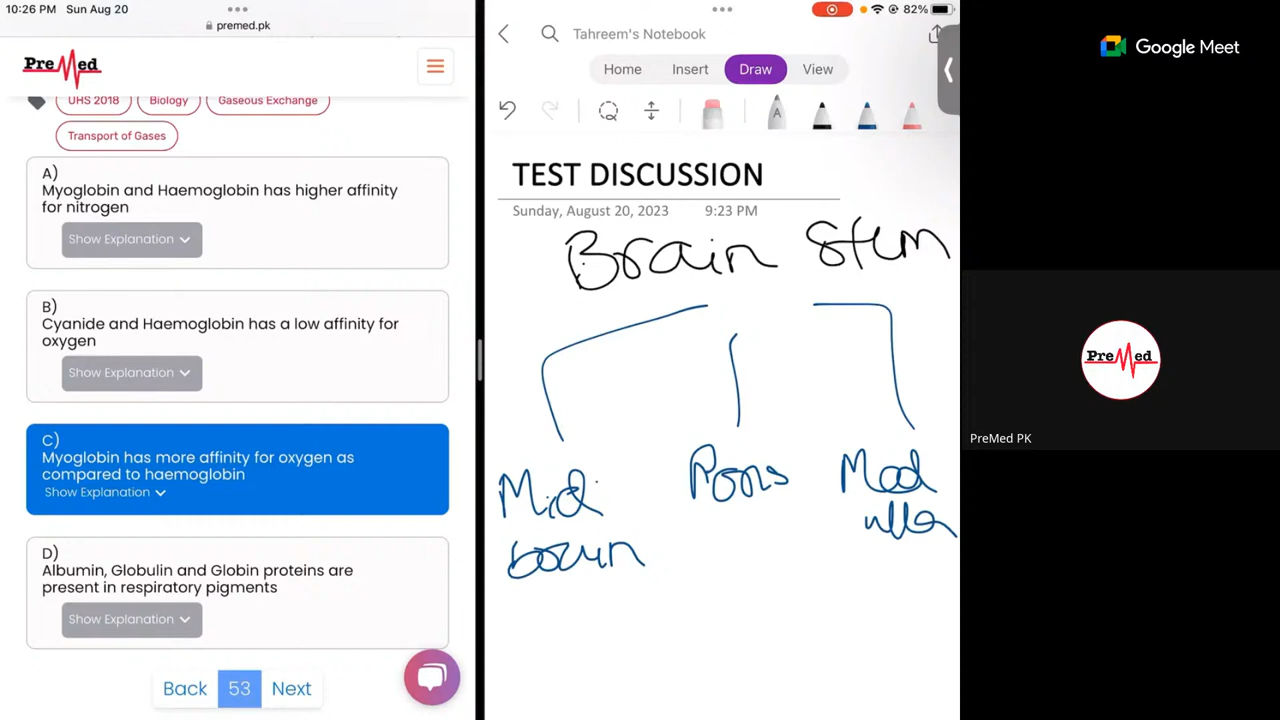 10:26 PM Sun Aug 20
premed.pk
PreMed
UHS 2018
Biology
Gaseous Exchange
Transport of Gases
A)
Myoglobin and Haemoglobin has higher affinity
for nitrogen
Show Explanation
B)
Cyanide and Haemoglobin has a low affinity for
oxygen
Show Explanation
C)
Myoglobin has more affinity for oxygen as
compared to haemoglobin
Show Explanation
D)
Albumin, Globulin and Globin proteins are
present in respiratory pigments
Show Explanation
Back 53 Next
82%
Tahreem's Notebook
Home Insert Draw View
A
TEST DISCUSSION
Sunday, August 20, 2023 9:23 PM
Brain Stem
Mid
brain
Pons
Med
ulla
Google Meet
PreMed
PreMed PK